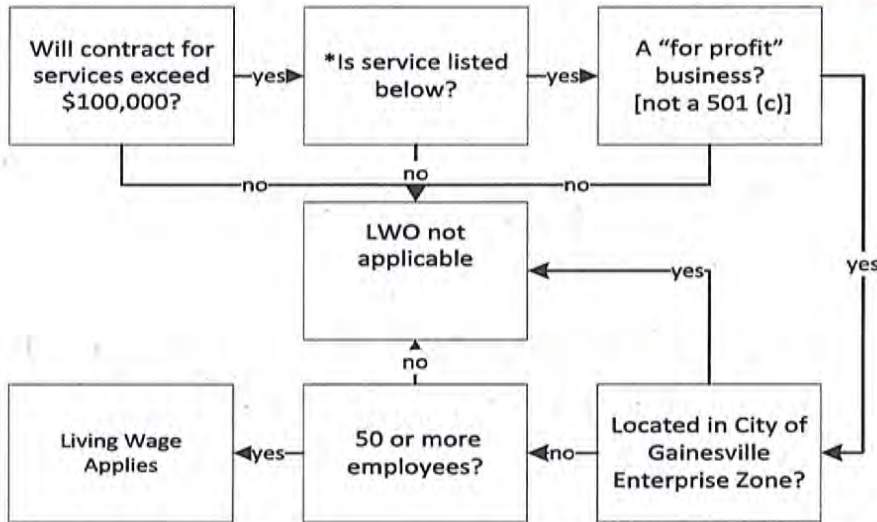 Will contract for
services exceed
$100,000?
yes
*Is service listed
below?
yes
A “for profit”
business?
[not a 501 (c)]
no
no
no
yes
LWO not
applicable
yes
no
Living Wage
Applies
yes
50 or more
employees?
no
Located in City of
Gainesville
Enterprise Zone?